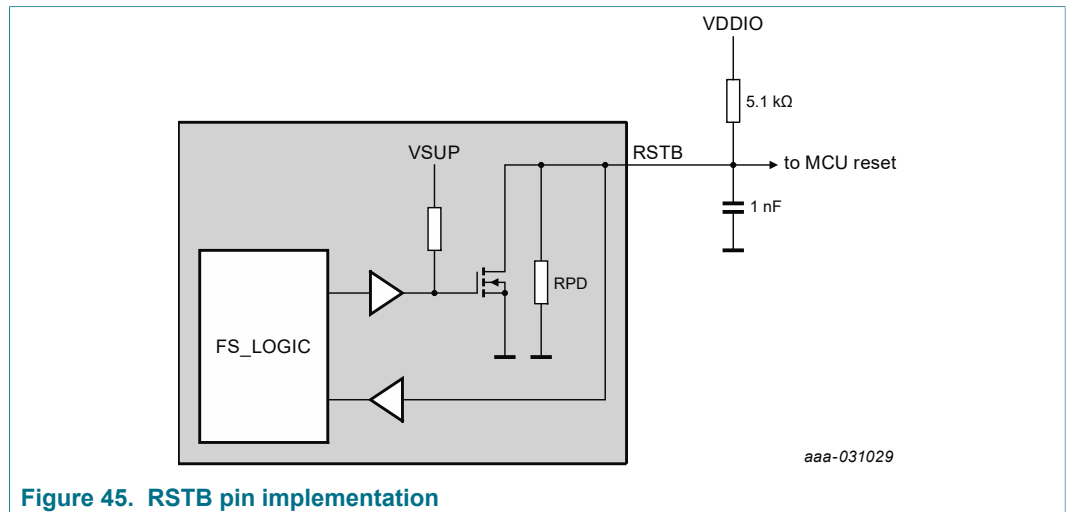 VDDIO
5.1 kΩ
VSUP
RSTB
to MCU reset
1 nF
RPD
FS_LOGIC
aaa-031029
Figure 45. RSTB pin implementation